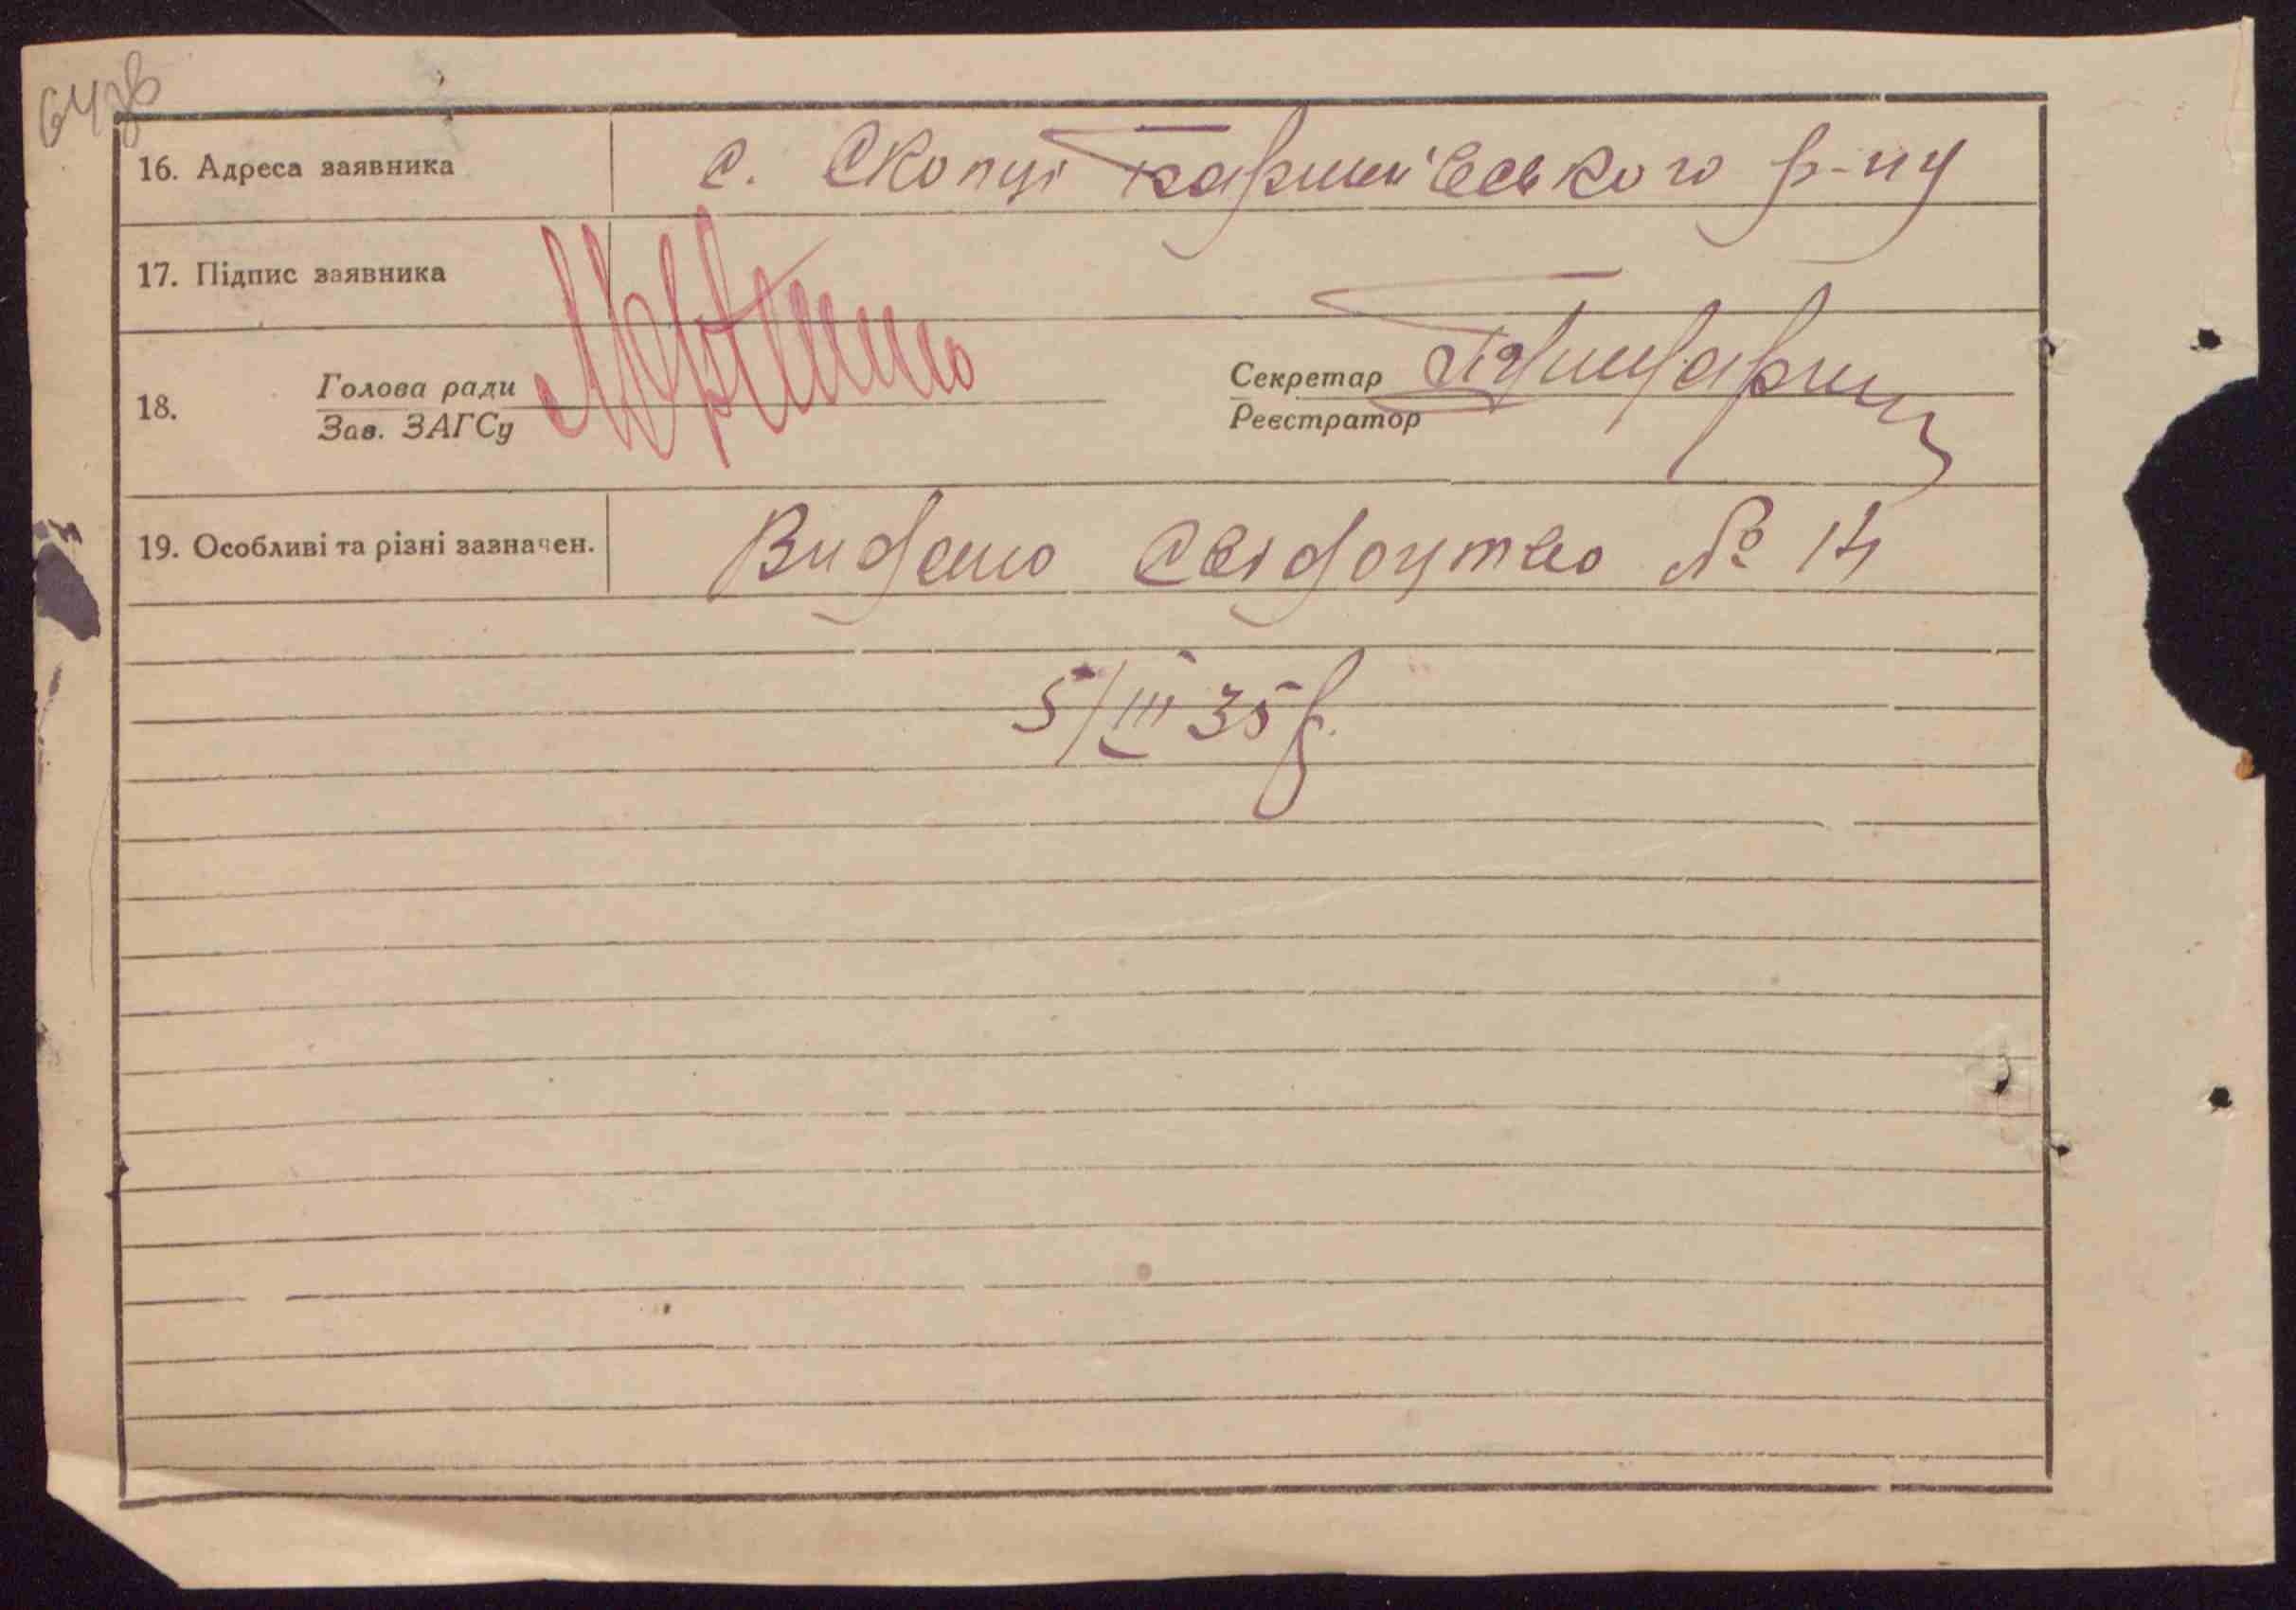 64зв
16. Адреса заявника с. Скопці Баришівського р-ну
17. Підпис заявника
18. Голова ради Секретар
Зав. ЗАГСу Реєстратор
19. Особливі та різні зазначен. Видано Свідоцтво № 14
5/III 35 р.